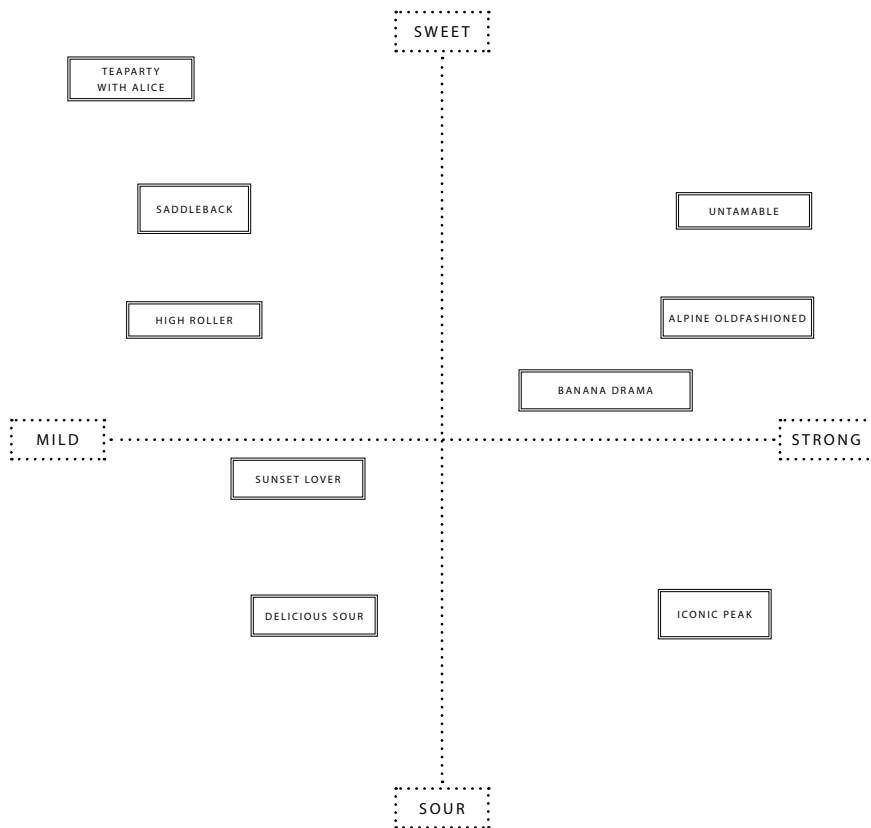 SWEET
TEAPARTY
WITH ALICE
SADDLEBACK
UNTAMABLE
HIGH ROLLER
ALPINE OLDFASHIONED
BANANA DRAMA
MILD
STRONG
SUNSET LOVER
DELICIOUS SOUR
ICONIC PEAK
SOUR